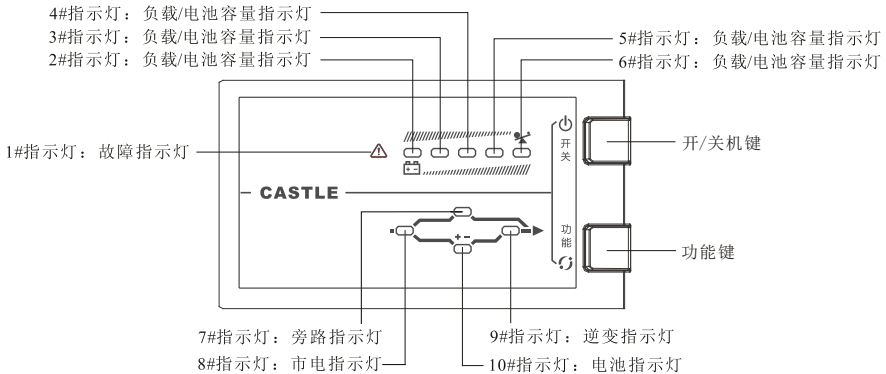 4#指示灯：负载/电池容量指示灯
3#指示灯：负载/电池容量指示灯
2#指示灯：负载/电池容量指示灯
5#指示灯：负载/电池容量指示灯
6#指示灯：负载/电池容量指示灯
1#指示灯：故障指示灯
开关
开/关机键
CASTLE
功能
功能键
7#指示灯：旁路指示灯
8#指示灯：市电指示灯
9#指示灯：逆变指示灯
10#指示灯：电池指示灯